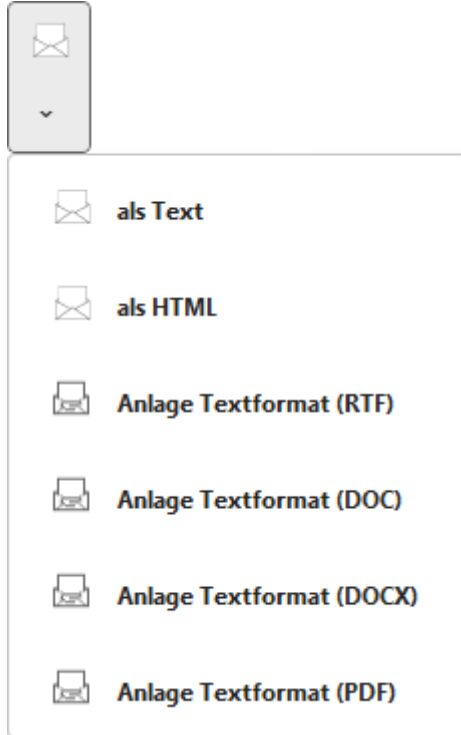 als Text
als HTML
Anlage Textformat (RTF)
Anlage Textformat (DOC)
Anlage Textformat (DOCX)
Anlage Textformat (PDF)